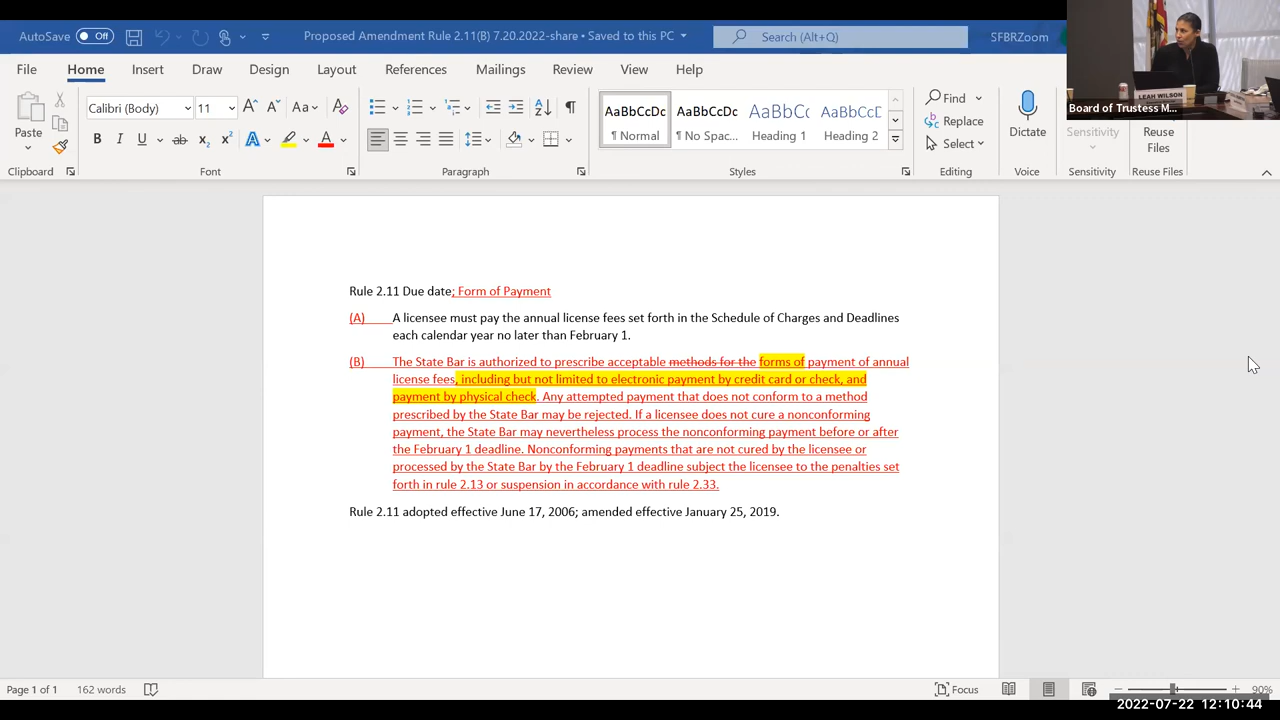 AutoSave Off Proposed Amendment Rule 2.11(B) 7.20.2022-share • Saved to this PC Search (Alt+Q) SFBRZoom
LEAH WILSON
Board of Trustess M...
File Home Insert Draw Design Layout References Mailings Review View Help
Paste
Clipboard
Calibri (Body) 11
Font
Paragraph
AaBbCcDc AaBbCcDc AaBbCc AaBbCcD
¶ Normal ¶ No Spac... Heading 1 Heading 2
Styles
Find
Replace
Select
Editing
Dictate
Voice
Sensitivity
Sensitivity
Reuse
Files
Reuse Files
Rule 2.11 Due date; Form of Payment
(A) A licensee must pay the annual license fees set forth in the Schedule of Charges and Deadlines
each calendar year no later than February 1.
(B) The State Bar is authorized to prescribe acceptable methods for the forms of payment of annual
license fees, including but not limited to electronic payment by credit card or check, and
payment by physical check. Any attempted payment that does not conform to a method
prescribed by the State Bar may be rejected. If a licensee does not cure a nonconforming
payment, the State Bar may nevertheless process the nonconforming payment before or after
the February 1 deadline. Nonconforming payments that are not cured by the licensee or
processed by the State Bar by the February 1 deadline subject the licensee to the penalties set
forth in rule 2.13 or suspension in accordance with rule 2.33.
Rule 2.11 adopted effective June 17, 2006; amended effective January 25, 2019.
Page 1 of 1 162 words Focus 90%
2022-07-22 12:10:44